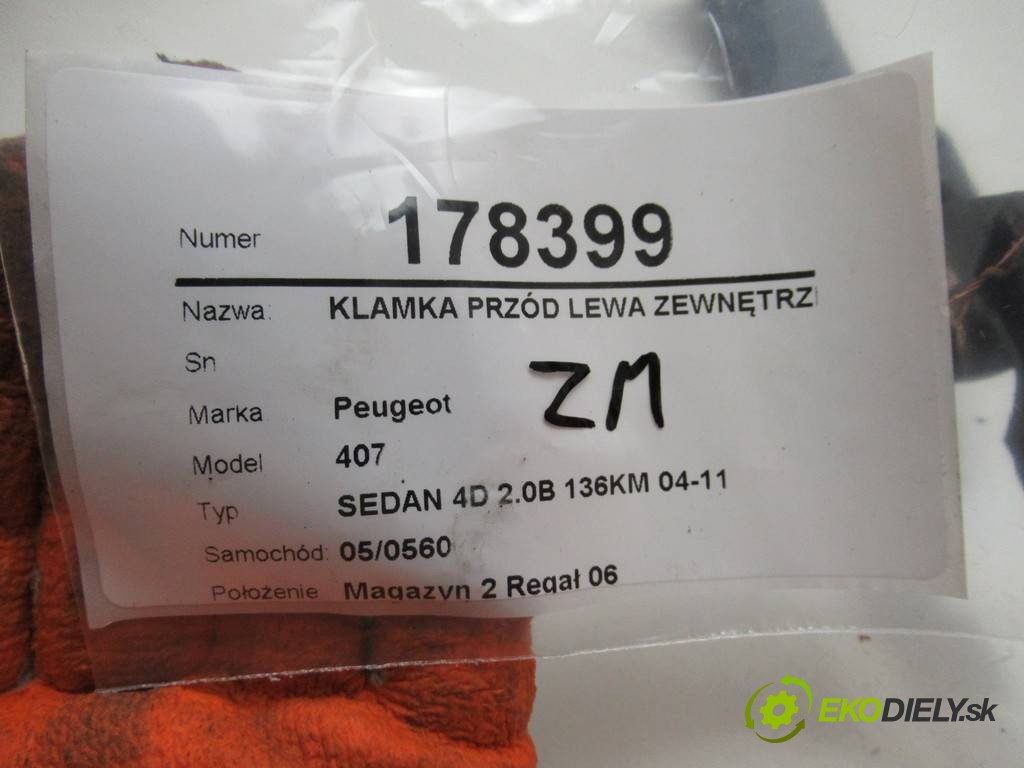 Numer 178399
Nazwa: KLAMKA PRZÓD LEWA ZEWNĘTRZ
Sn
ZM
Marka Peugeot
Model 407
Typ SEDAN 4D 2.0B 136KM 04-11
Samochód: 05/0560
Położenie Magazyn 2 Regał 06
EKODIELY.sk